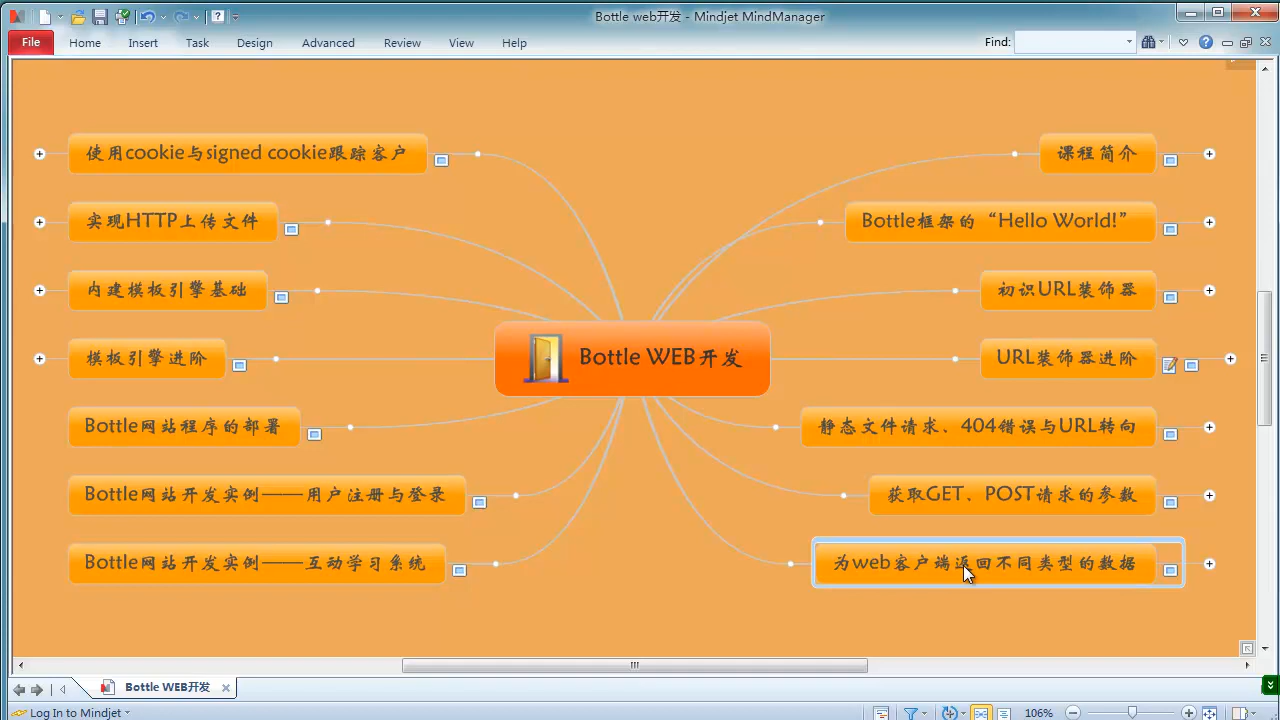 Bottle web开发 - Mindjet MindManager
File Home Insert Task Design Advanced Review View Help Find:
使用cookie与signed cookie跟踪客户
实现HTTP上传文件
内建模板引擎基础
模板引擎进阶
Bottle网站程序的部署
Bottle网站开发实例——用户注册与登录
Bottle网站开发实例——互动学习系统
Bottle WEB开发
课程简介
Bottle框架的“Hello World!”
初识URL装饰器
URL装饰器进阶
静态文件请求、404错误与URL转向
获取GET、POST请求的参数
为web客户端返回不同类型的数据
Bottle WEB开发
Log In to Mindjet 106%